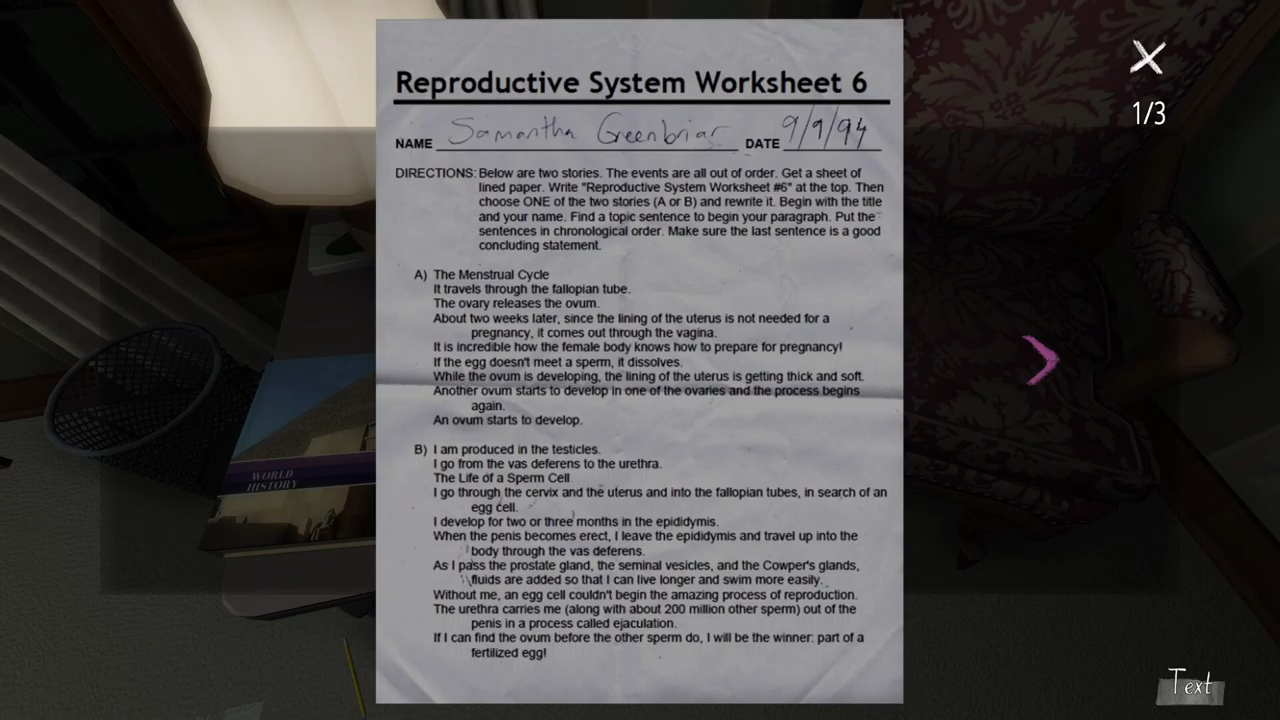 Reproductive System Worksheet 6
NAME Samantha Greenbriar DATE 9/9/94
1/3
DIRECTIONS: Below are two stories. The events are all out of order. Get a sheet of
lined paper. Write "Reproductive System Worksheet #6" at the top. Then
choose ONE of the two stories (A or B) and rewrite it. Begin with the title
and your name. Find a topic sentence to begin your paragraph. Put the
sentences in chronological order. Make sure the last sentence is a good
concluding statement.
A) The Menstrual Cycle
It travels through the fallopian tube.
The ovary releases the ovum.
About two weeks later, since the lining of the uterus is not needed for a
pregnancy, it comes out through the vagina.
It is incredible how the female body knows how to prepare for pregnancy!
If the egg doesn't meet a sperm, it dissolves.
While the ovum is developing, the lining of the uterus is getting thick and soft.
Another ovum starts to develop in one of the ovaries and the process begins
again.
An ovum starts to develop.
B) I am produced in the testicles.
I go from the vas deferens to the urethra.
The Life of a Sperm Cell
I go through the cervix and the uterus and into the fallopian tubes, in search of an
egg cell.
I develop for two or three months in the epididymis.
When the penis becomes erect, I leave the epididymis and travel up into the
body through the vas deferens.
As I pass the prostate gland, the seminal vesicles, and the Cowper's glands,
fluids are added so that I can live longer and swim more easily.
Without me, an egg cell couldn't begin the amazing process of reproduction.
The urethra carries me (along with about 200 million other sperm) out of the
penis in a process called ejaculation.
If I can find the ovum before the other sperm do, I will be the winner: part of a
fertilized egg!
WORLD
HISTORY
Text